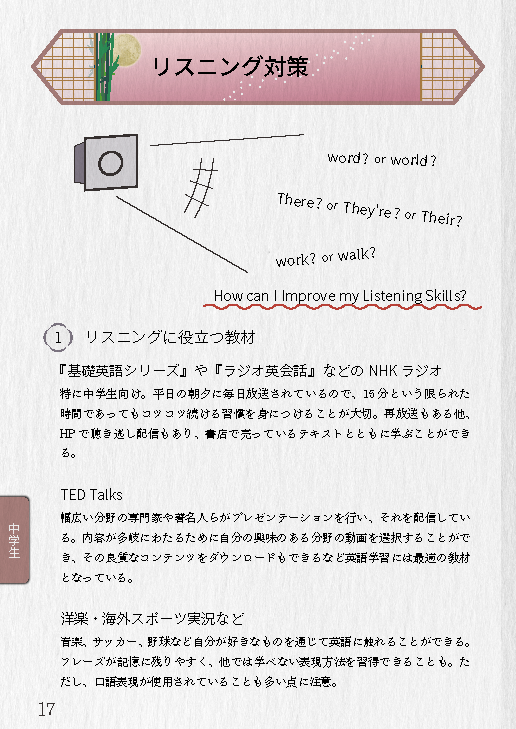 リスニング対策
word? or world?
There? or They're? or Their?
work? or walk?
How can I Improve my Listening Skills?
1 リスニングに役立つ教材
『基礎英語シリーズ』や『ラジオ英会話』などの NHK ラジオ
特に中学生向け。平日の朝夕に毎日放送されているので、15 分という限られた
時間であってもコツコツ続ける習慣を身につけることが大切。再放送もある他、
HP で聴き逃し配信もあり、書店で売っているテキストとともに学ぶことができ
る。
TED Talks
幅広い分野の専門家や著名人らがプレゼンテーションを行い、それを配信してい
る。内容が多岐にわたるために自分の興味のある分野の動画を選択することがで
き、その良質なコンテンツをダウンロードもできるなど英語学習には最適の教材
となっている。
中学生
洋楽・海外スポーツ実況など
音楽、サッカー、野球など自分が好きなものを通じて英語に触れることができる。
フレーズが記憶に残りやすく、他では学べない表現方法を習得できることも。た
だし、口語表現が使用されていることも多い点に注意。
17